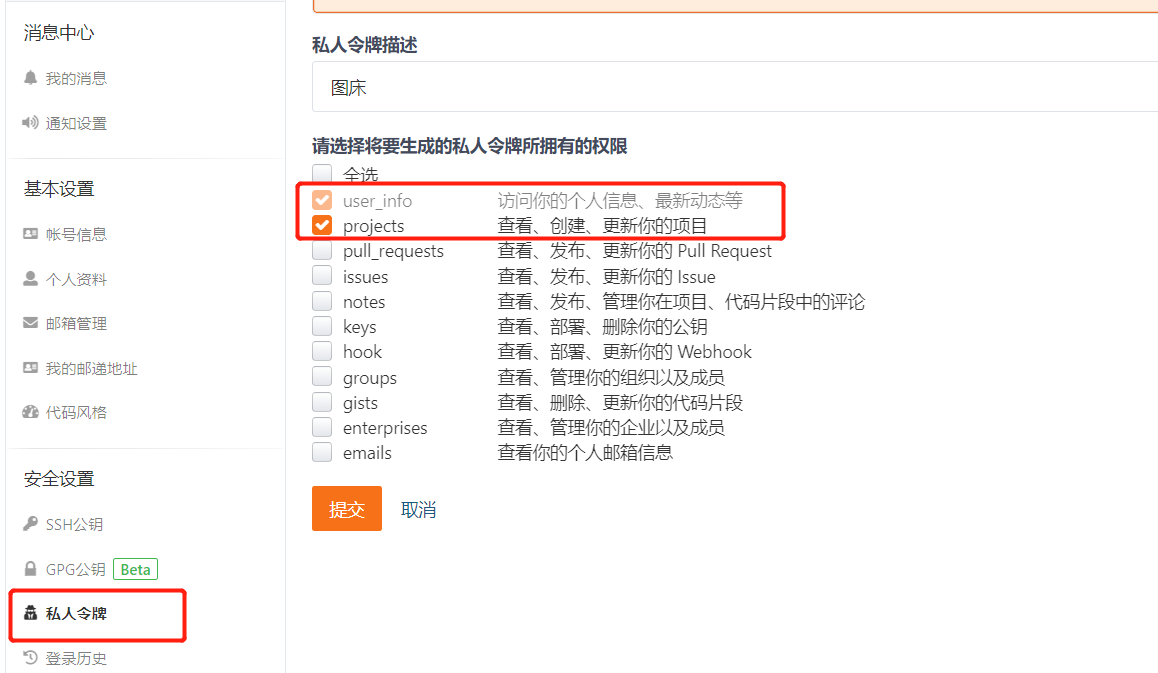 消息中心
我的消息
通知设置
基本设置
帐号信息
个人资料
邮箱管理
我的邮递地址
代码风格
安全设置
SSH公钥
GPG公钥 Beta
私人令牌
登录历史
私人令牌描述
图床
请选择将要生成的私人令牌所拥有的权限
全选
user_info 访问你的个人信息、最新动态等
projects 查看、创建、更新你的项目
pull_requests 查看、发布、更新你的 Pull Request
issues 查看、发布、更新你的 Issue
notes 查看、发布、管理你在项目、代码片段中的评论
keys 查看、部署、删除你的公钥
hook 查看、部署、更新你的 Webhook
groups 查看、管理你的组织以及成员
gists 查看、删除、更新你的代码片段
enterprises 查看、管理你的企业以及成员
emails 查看你的个人邮箱信息
提交 取消